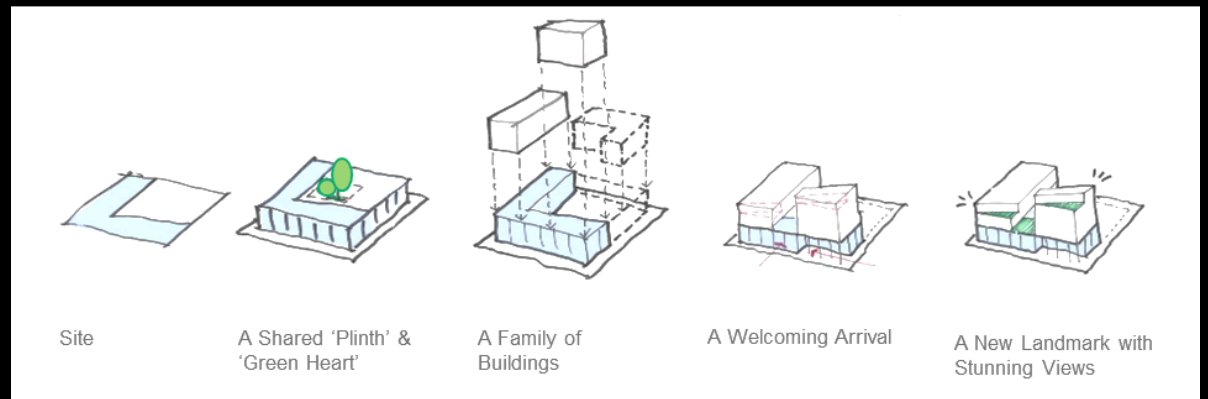 Site
A Shared ‘Plinth’ &
‘Green Heart’
A Family of
Buildings
A Welcoming Arrival
A New Landmark with
Stunning Views